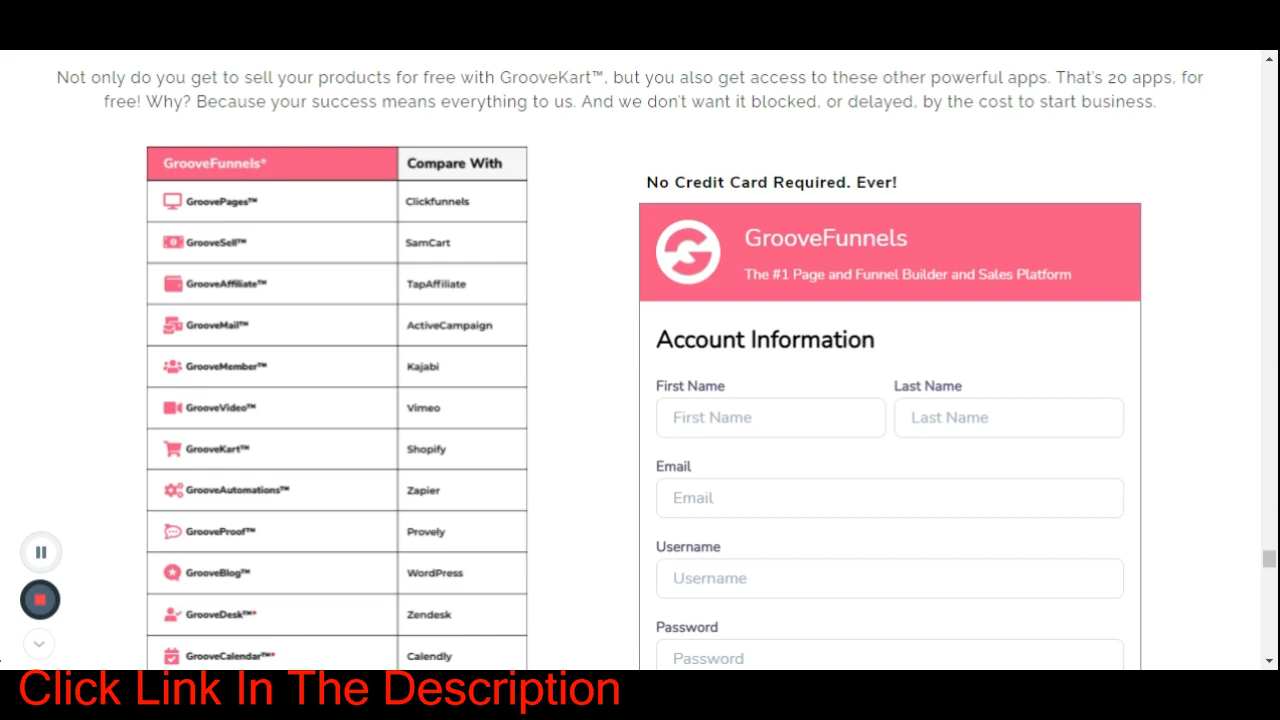 Not only do you get to sell your products for free with GrooveKart™, but you also get access to these other powerful apps. That's 20 apps, for
free! Why? Because your success means everything to us. And we don't want it blocked, or delayed, by the cost to start business.
GrooveFunnels® Compare With
GroovePages™ Clickfunnels
GrooveSell™ SamCart
GrooveAffiliate™ TapAffiliate
GrooveMail™ ActiveCampaign
GrooveMember™ Kajabi
GrooveVideo™ Vimeo
GrooveKart™ Shopify
GrooveAutomations™ Zapier
GrooveProof™ Provely
GrooveBlog™ WordPress
GrooveDesk™* Zendesk
GrooveCalendar™* Calendly
No Credit Card Required. Ever!
GrooveFunnels
The #1 Page and Funnel Builder and Sales Platform
Account Information
First Name Last Name
First Name Last Name
Email
Email
Username
Username
Password
Password
Click Link In The Description